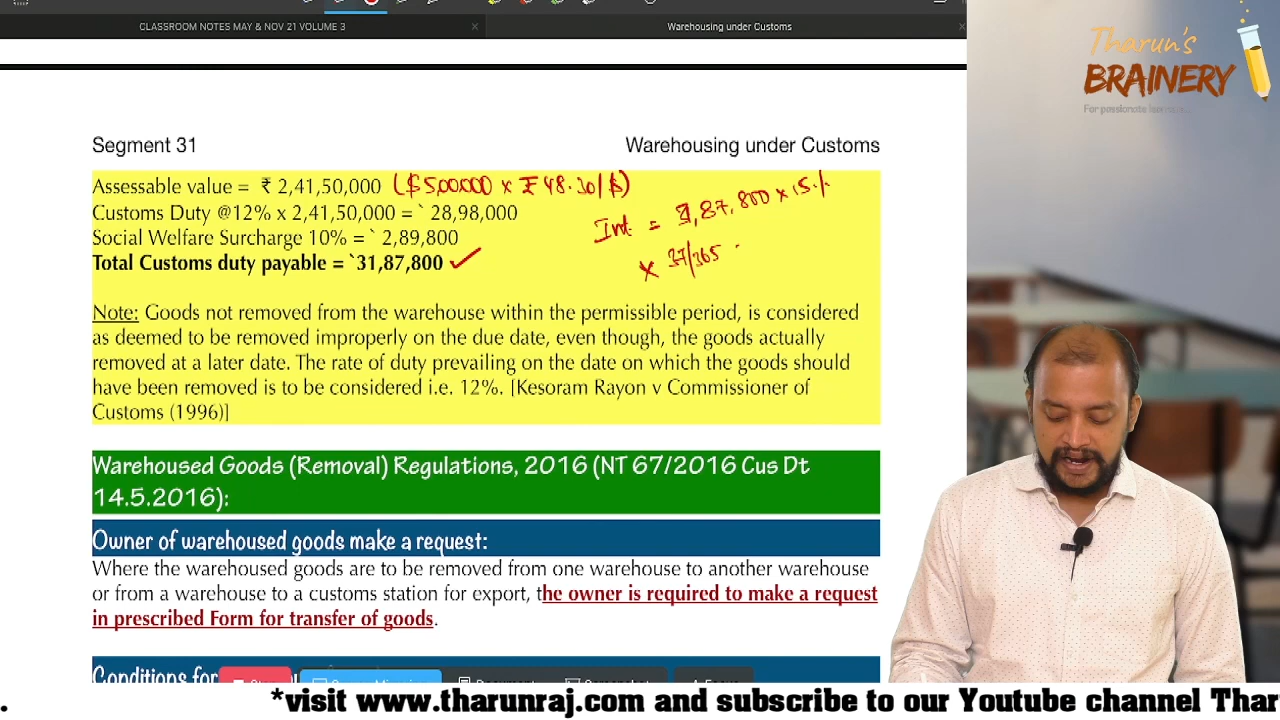 CLASSROOM NOTES MAY & NOV 21 VOLUME 3
Warehousing under Customs
Tharun's
BRAINERY
For passionate learners
Segment 31
Warehousing under Customs
Assessable value = ₹ 2,41,50,000 ($ 5,00,000 x ₹ 48.30/$)
Customs Duty @12% x 2,41,50,000 = ` 28,98,000
Social Welfare Surcharge 10% = ` 2,89,800
Total Customs duty payable = `31,87,800
Int = 31,87,800 x 15%
x 37/365
Note: Goods not removed from the warehouse within the permissible period, is considered
as deemed to be removed improperly on the due date, even though, the goods actually
removed at a later date. The rate of duty prevailing on the date on which the goods should
have been removed is to be considered i.e. 12%. [Kesoram Rayon v Commissioner of
Customs (1996)]
Warehoused Goods (Removal) Regulations, 2016 (NT 67/2016 Cus Dt
14.5.2016):
Owner of warehoused goods make a request:
Where the warehoused goods are to be removed from one warehouse to another warehouse
or from a warehouse to a customs station for export, the owner is required to make a request
in prescribed Form for transfer of goods.
Conditions for
*visit www.tharunraj.com and subscribe to our Youtube channel Thar